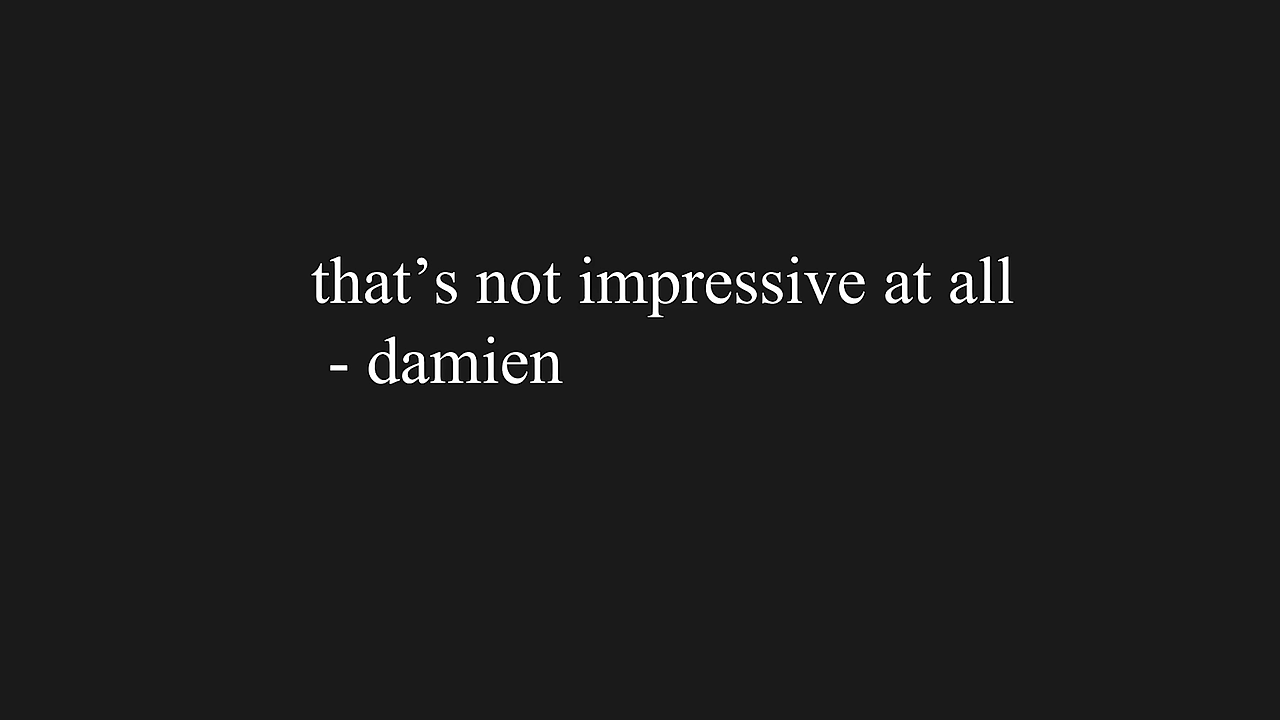 that’s not impressive at all
- damien